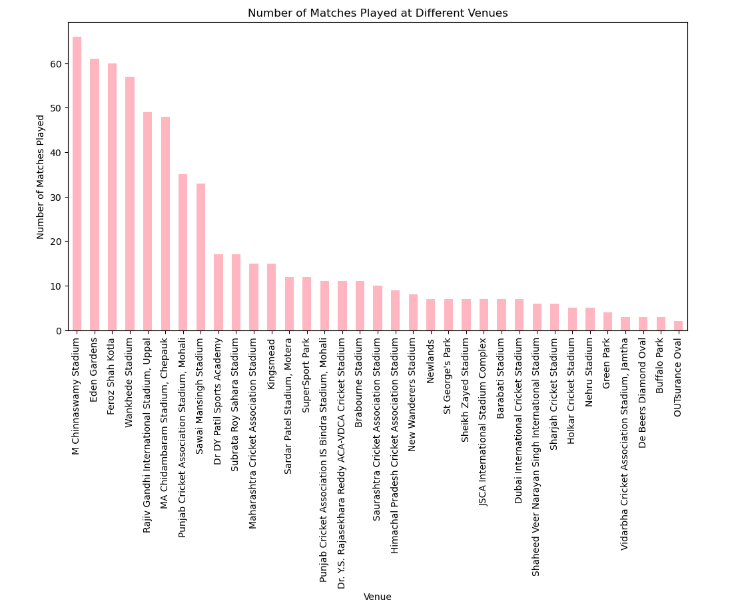 Number of Matches Played at Different Venues
Number of Matches Played
60
50
40
30
20
10
0
M Chinnaswamy Stadium
Eden Gardens
Feroz Shah Kotla
Wankhede Stadium
Rajiv Gandhi International Stadium, Uppal
MA Chidambaram Stadium, Chepauk
Punjab Cricket Association Stadium, Mohali
Sawai Mansingh Stadium
Dr DY Patil Sports Academy
Subrata Roy Sahara Stadium
Maharashtra Cricket Association Stadium
Kingsmead
Sardar Patel Stadium, Motera
SuperSport Park
Punjab Cricket Association IS Bindra Stadium, Mohali
Dr. Y.S. Rajasekhara Reddy ACA-VDCA Cricket Stadium
Brabourne Stadium
Saurashtra Cricket Association Stadium
Himachal Pradesh Cricket Association Stadium
New Wanderers Stadium
Newlands
St George's Park
Sheikh Zayed Stadium
JSCA International Stadium Complex
Barabati Stadium
Dubai International Cricket Stadium
Shaheed Veer Narayan Singh International Stadium
Sharjah Cricket Stadium
Holkar Cricket Stadium
Nehru Stadium
Green Park
Vidarbha Cricket Association Stadium, Jamtha
De Beers Diamond Oval
Buffalo Park
OUTsurance Oval
Venue